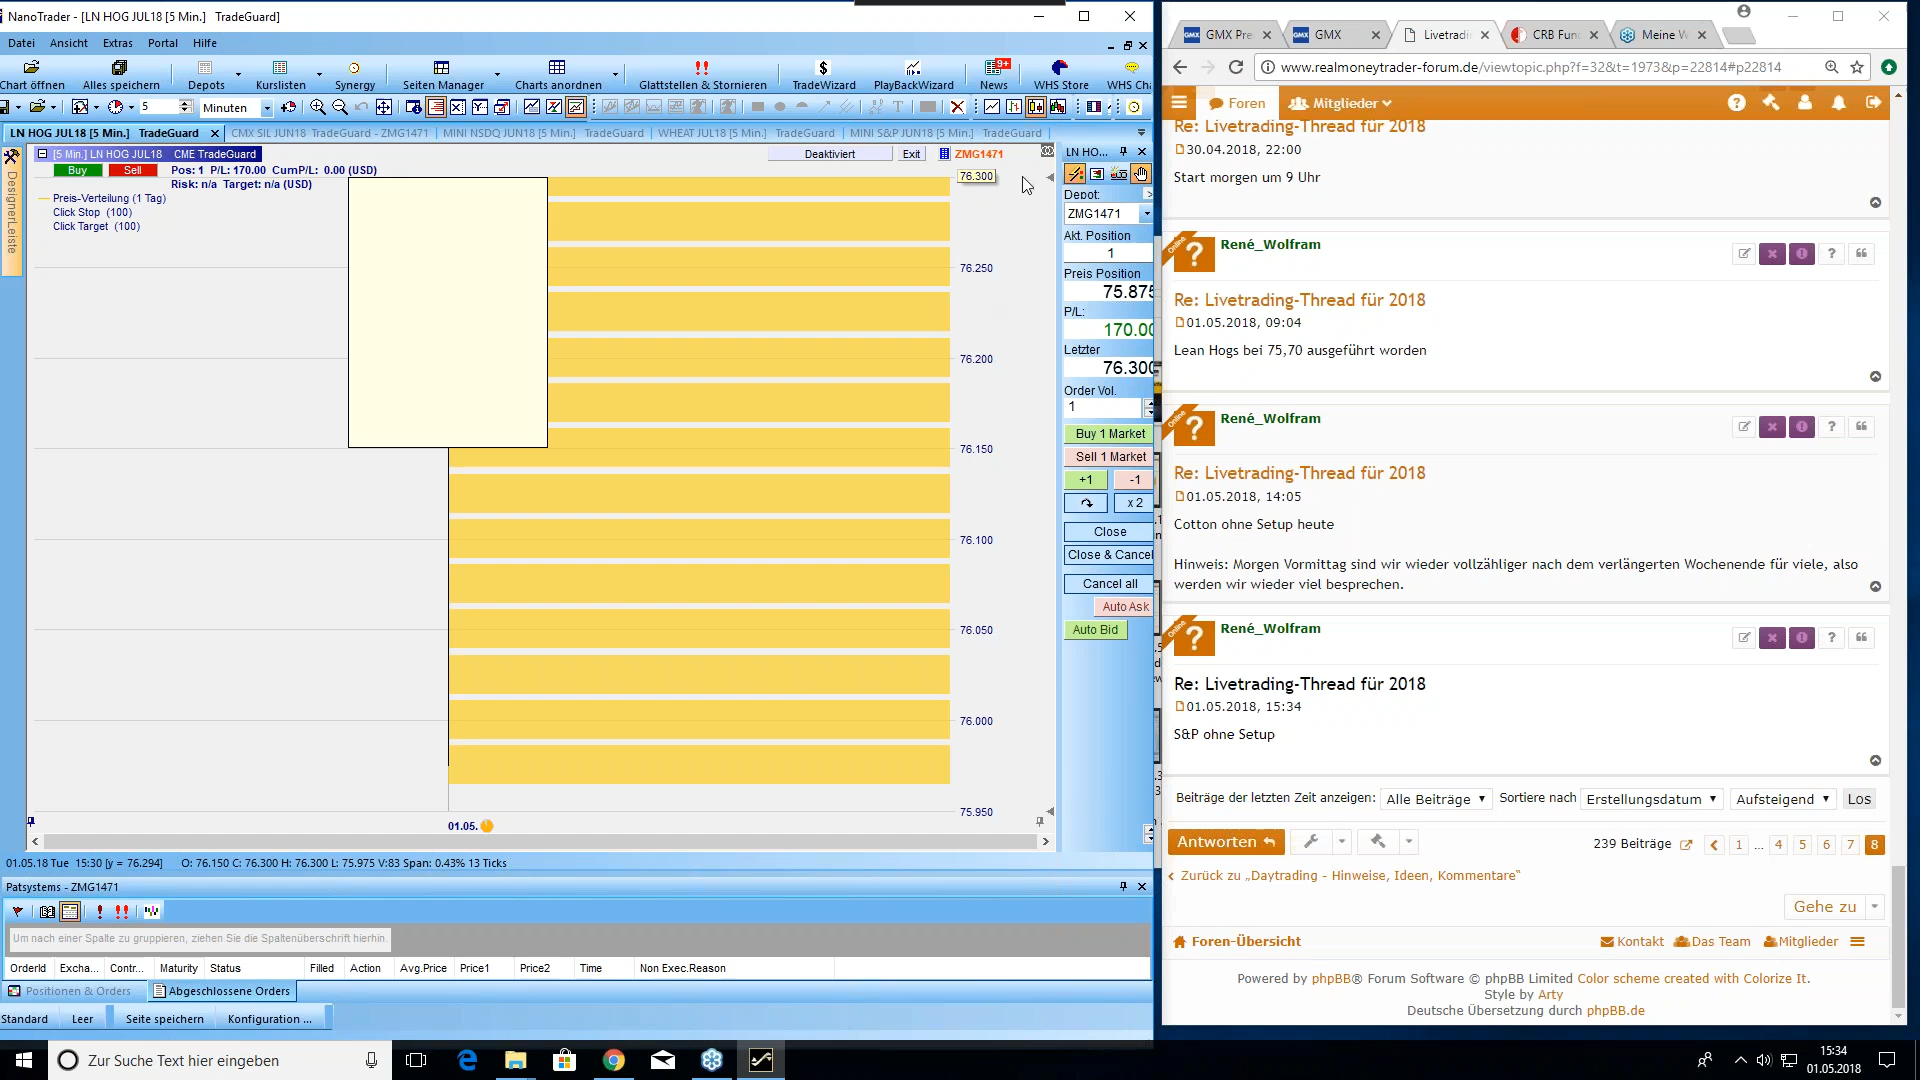 NanoTrader - [LN HOG JUL18 [5 Min.]   TradeGuard]
Datei Ansicht Extras Portal Hilfe
Chart öffnen Alles speichern Depots Kurslisten Synergy Seiten Manager Charts anordnen Glattstellen & Stornieren TradeWizard PlayBackWizard News 9+ WHS Store WHS Cha
5 Minuten
LN HOG JUL18 [5 Min.] TradeGuard
CMX SIL JUN18 TradeGuard - ZMG1471
MINI NSDQ JUN18 [5 Min.] TradeGuard
WHEAT JUL18 [5 Min.] TradeGuard
MINI S&P JUN18 [5 Min.] TradeGuard
DesignerLeiste
[5 Min.] LN HOG JUL18 CME TradeGuard
Deaktiviert Exit ZMG1471
Buy Sell Pos: 1 P/L: 170.00 CumP/L: 0.00 (USD)
Risk: n/a Target: n/a (USD)
Preis-Verteilung (1 Tag)
Click Stop (100)
Click Target (100)
76.300
76.250
76.200
76.150
76.100
76.050
76.000
75.950
01.05.
LN HO...
Depot:
ZMG1471
Akt. Position
1
Preis Position
75.875
P/L:
170.00
Letzter
76.300
Order Vol.
1
Buy 1 Market
Sell 1 Market
+1 -1
x 2
Close
Close & Cancel
Cancel all
Auto Ask
Auto Bid
01.05.18 Tue 15:30 [y = 76.294] O: 76.150 C: 76.300 H: 76.300 L: 75.975 V:83 Span: 0.43% 13 Ticks
Patsystems - ZMG1471
Um nach einer Spalte zu gruppieren, ziehen Sie die Spaltenüberschrift hierhin.
OrderId Excha... Contr... Maturity Status Filled Action Avg.Price Price1 Price2 Time Non Exec.Reason
Positionen & Orders Abgeschlossene Orders
Standard Leer Seite speichern Konfiguration ...
GMX Pre GMX Livetradi CRB Fun Meine W
www.realmoneytrader-forum.de/viewtopic.php?f=32&t=1973&p=22814#p22814
Foren Mitglieder
Re: Livetrading-Thread für 2018
30.04.2018, 22:00
Start morgen um 9 Uhr
Online
René_Wolfram
Re: Livetrading-Thread für 2018
01.05.2018, 09:04
Lean Hogs bei 75,70 ausgeführt worden
Online
René_Wolfram
Re: Livetrading-Thread für 2018
01.05.2018, 14:05
Cotton ohne Setup heute
Hinweis: Morgen Vormittag sind wir wieder vollzähliger nach dem verlängerten Wochenende für viele, also
werden wir wieder viel besprechen.
Online
René_Wolfram
Re: Livetrading-Thread für 2018
01.05.2018, 15:34
S&P ohne Setup
Beiträge der letzten Zeit anzeigen: Alle Beiträge Sortiere nach Erstellungsdatum Aufsteigend Los
Antworten 239 Beiträge 1 ... 4 5 6 7 8
Zurück zu „Daytrading - Hinweise, Ideen, Kommentare“
Gehe zu
Foren-Übersicht Kontakt Das Team Mitglieder
Powered by phpBB® Forum Software © phpBB Limited Color scheme created with Colorize It.
Style by Arty
Deutsche Übersetzung durch phpBB.de
Zur Suche Text hier eingeben
15:34
01.05.2018